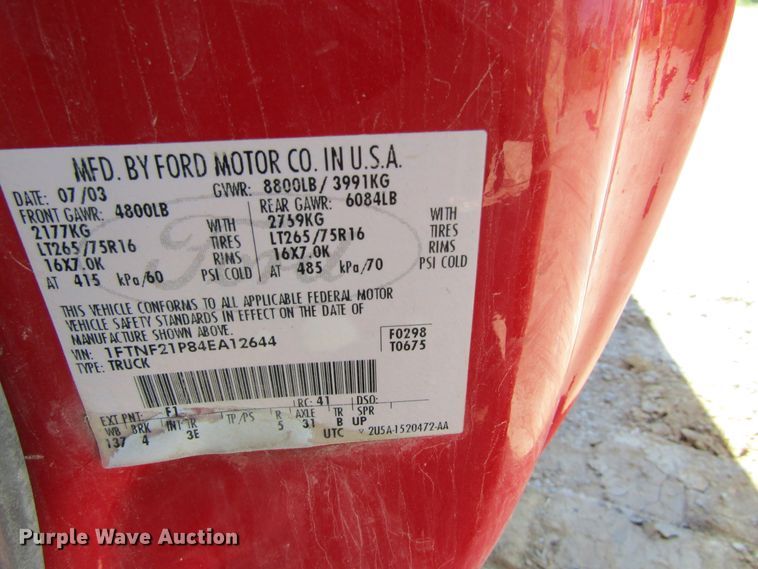 MFD. BY FORD MOTOR CO. IN U.S.A.
DATE: 07/03 GVWR: 8800LB/ 3991KG
FRONT GAWR: 4800LB REAR GAWR: 6084LB
2177KG WITH 2759KG WITH
LT265/75R16 TIRES LT265/75R16 TIRES
16X7.0K RIMS 16X7.0K RIMS
AT 415 kPa/60 PSI COLD AT 485 kPa/70 PSI COLD
Ford
THIS VEHICLE CONFORMS TO ALL APPLICABLE FEDERAL MOTOR
VEHICLE SAFETY STANDARDS IN EFFECT ON THE DATE OF
MANUFACTURE SHOWN ABOVE.
VIN: 1FTNF21P84EA12644 F0298
TYPE: TRUCK T0675
EXT PNT: F1 RC: 41 DSO:
WB BRK INT TR TP/PS R AXLE TR SPR
137 4 3E 5 31 B UP
UTC 2U5A-1520472-AA
Purple Wave Auction